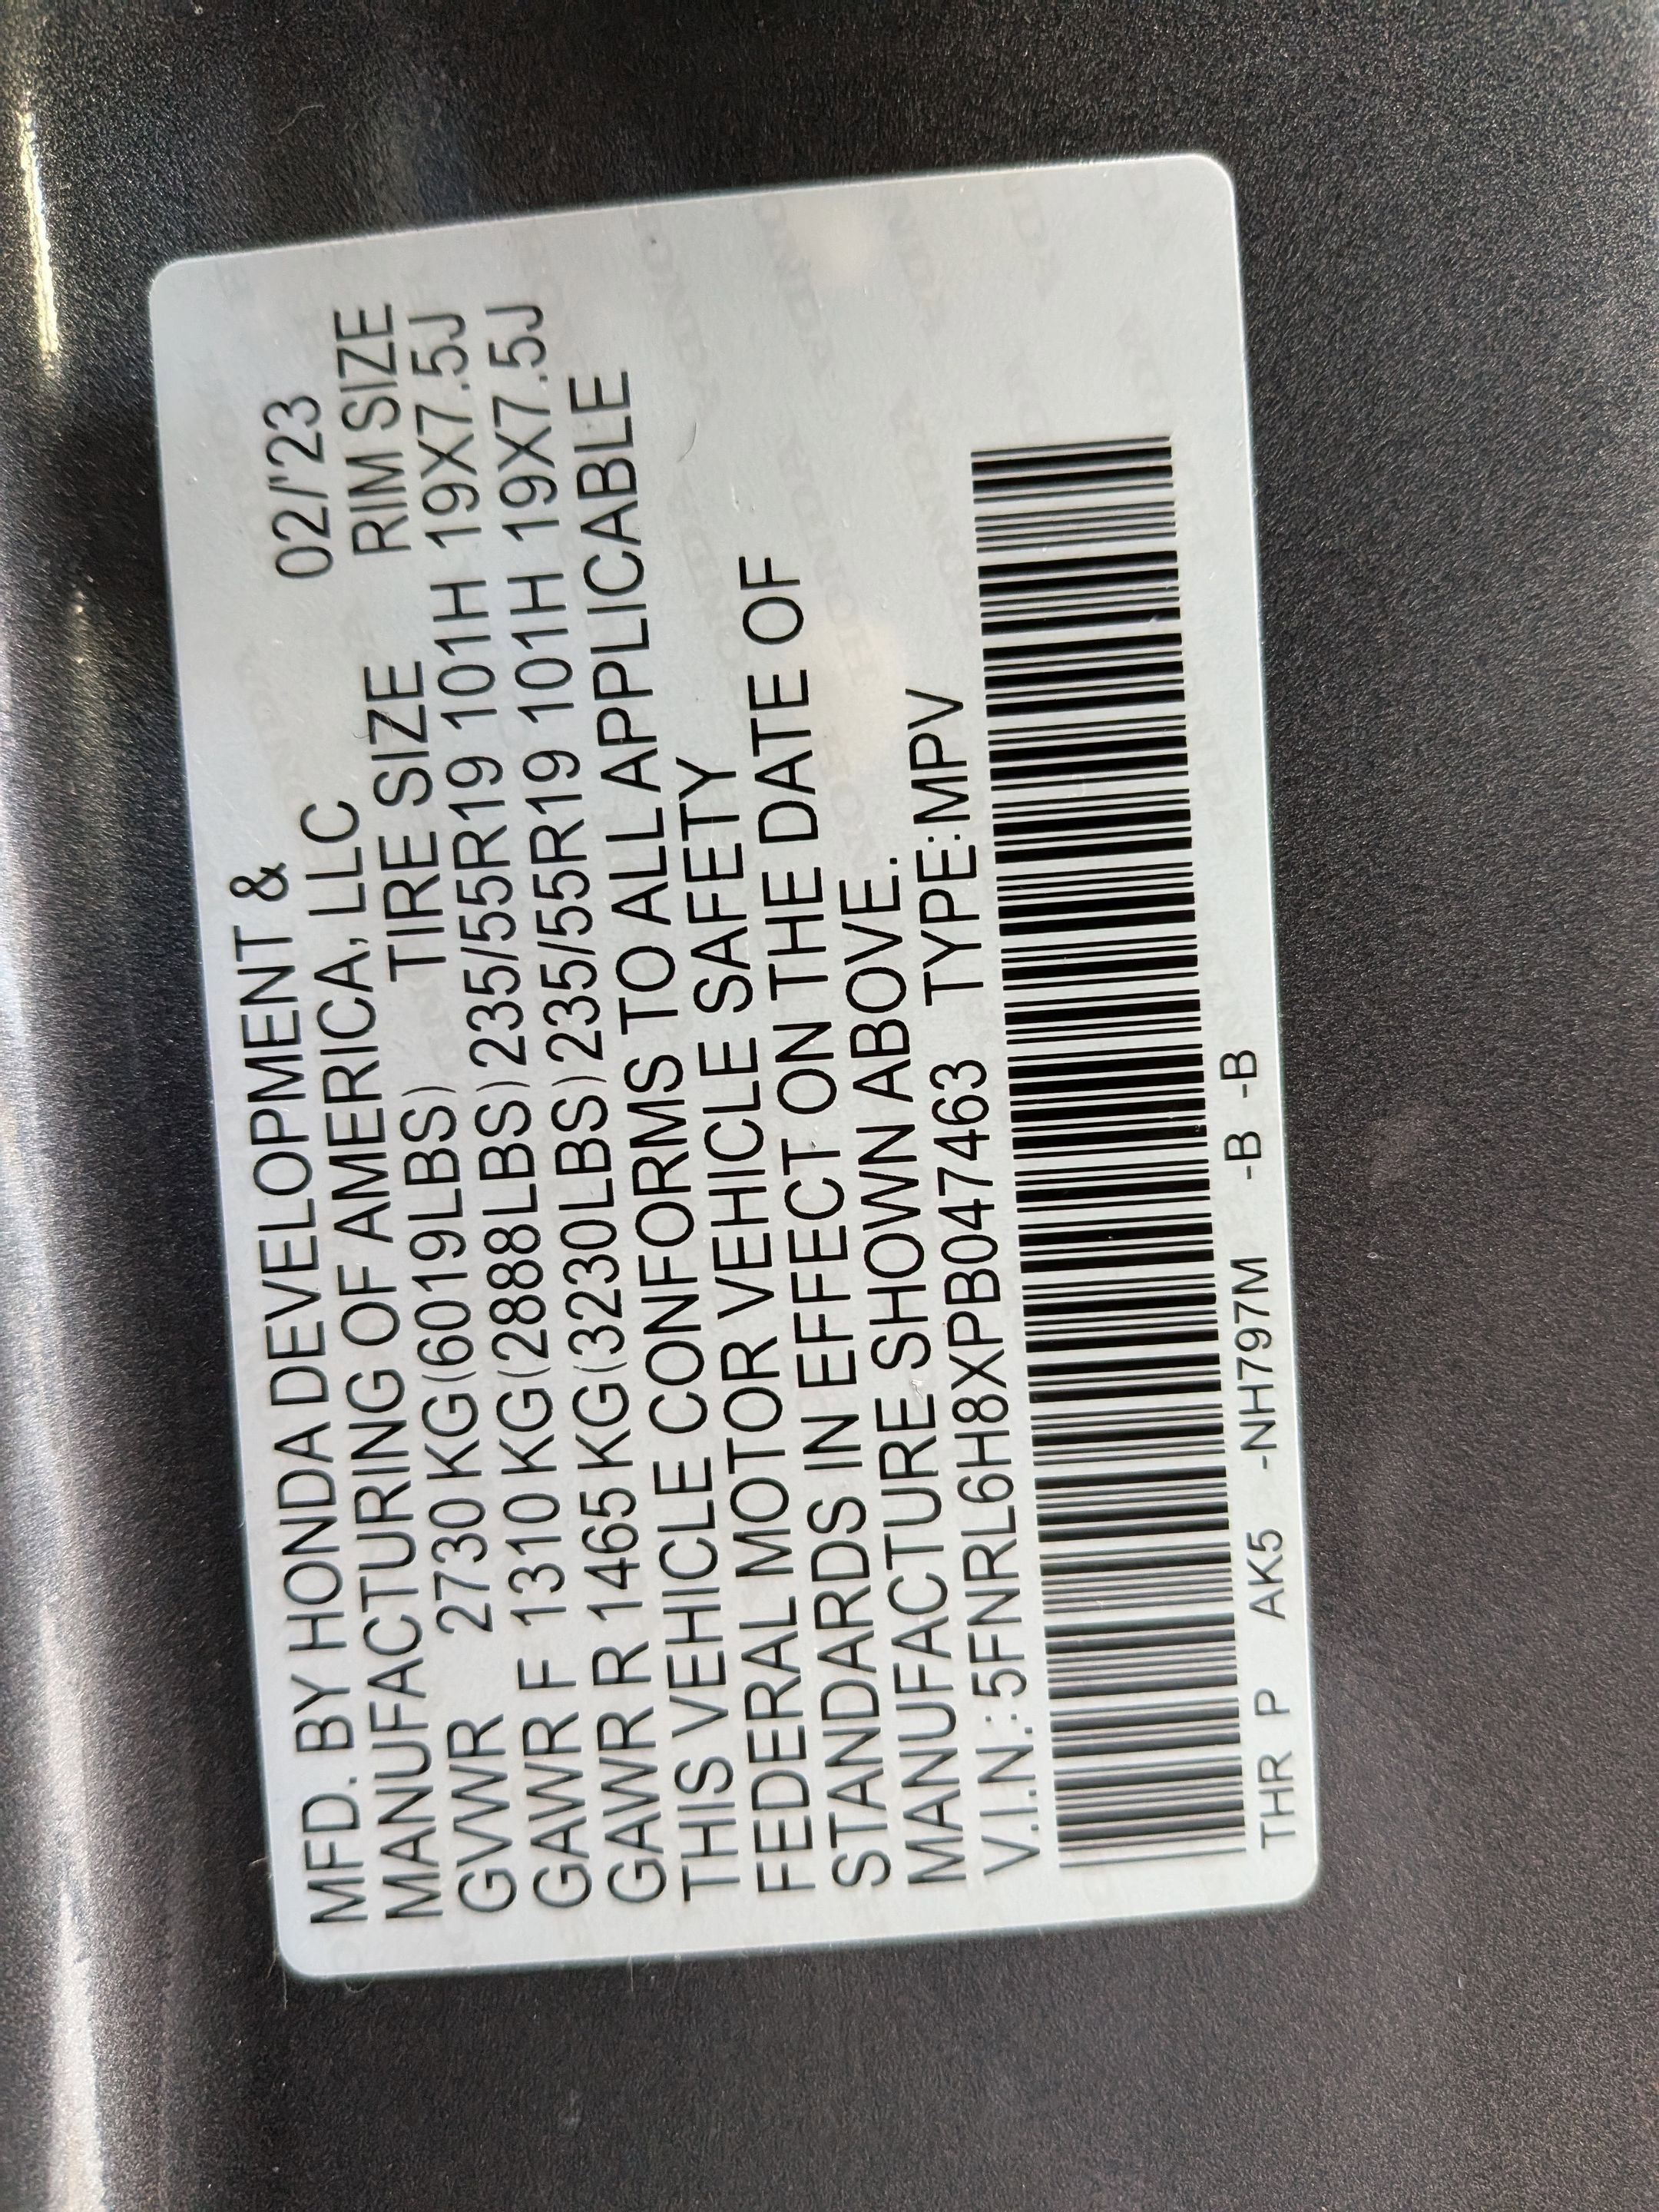 MFD. BY HONDA DEVELOPMENT & 02/'23
MANUFACTURING OF AMERICA, LLC
TIRE SIZE RIM SIZE
GVWR 2730 KG(6019LBS)
GAWR F 1310 KG(2888LBS) 235/55R19 101H 19X7.5J
GAWR R 1465 KG(3230LBS) 235/55R19 101H 19X7.5J
THIS VEHICLE CONFORMS TO ALL APPLICABLE
FEDERAL MOTOR VEHICLE SAFETY
STANDARDS IN EFFECT ON THE DATE OF
MANUFACTURE SHOWN ABOVE.
V.I.N.:5FNRL6H8XPB047463 TYPE:MPV
THR P AK5 -NH797M -B -B